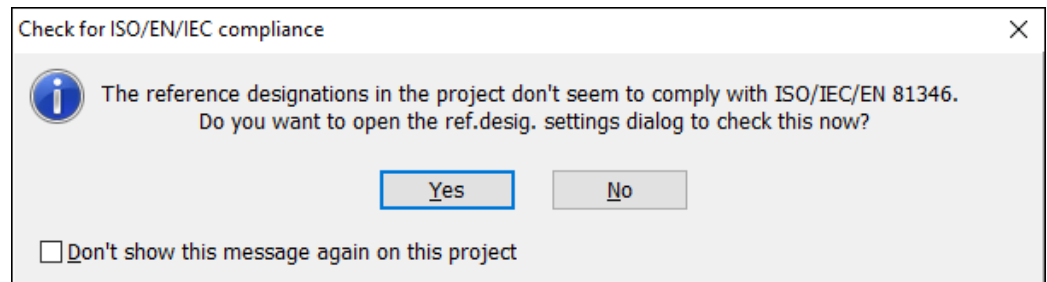 Check for ISO/EN/IEC compliance
The reference designations in the project don't seem to comply with ISO/IEC/EN 81346.
Do you want to open the ref.desig. settings dialog to check this now?
Yes
No
Don't show this message again on this project